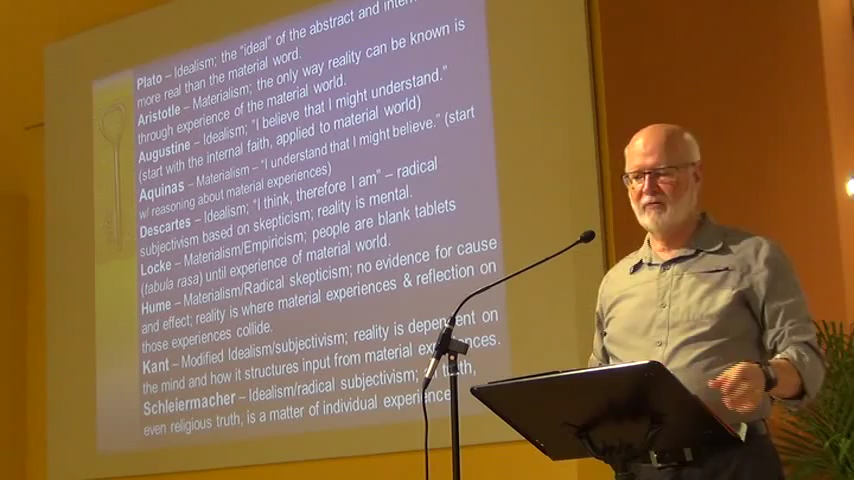 Plato – Idealism; the “ideal” of the abstract and
more real than the material word.
Aristotle – Materialism; the only way reality can be known is
through experience of the material world.
Augustine – Idealism; "I believe that I might understand.”
(start with the internal faith, applied to material world)
Aquinas – Materialism – “I understand that I might believe.” (start
w/ reasoning about material experiences)
Descartes – Idealism; “I think, therefore I am” – radical
subjectivism based on skepticism; reality is mental.
Locke – Materialism/Empiricism; people are blank tablets
(tabula rasa) until experience of material world.
Hume – Materialism/Radical skepticism; no evidence for cause
and effect; reality is where material experiences & reflection on
those experiences collide.
Kant – Modified Idealism/subjectivism; reality is dependent on
the mind and how it structures input from material experiences.
Schleiermacher – Idealism/radical subjectivism; truth,
even religious truth, is a matter of individual experience